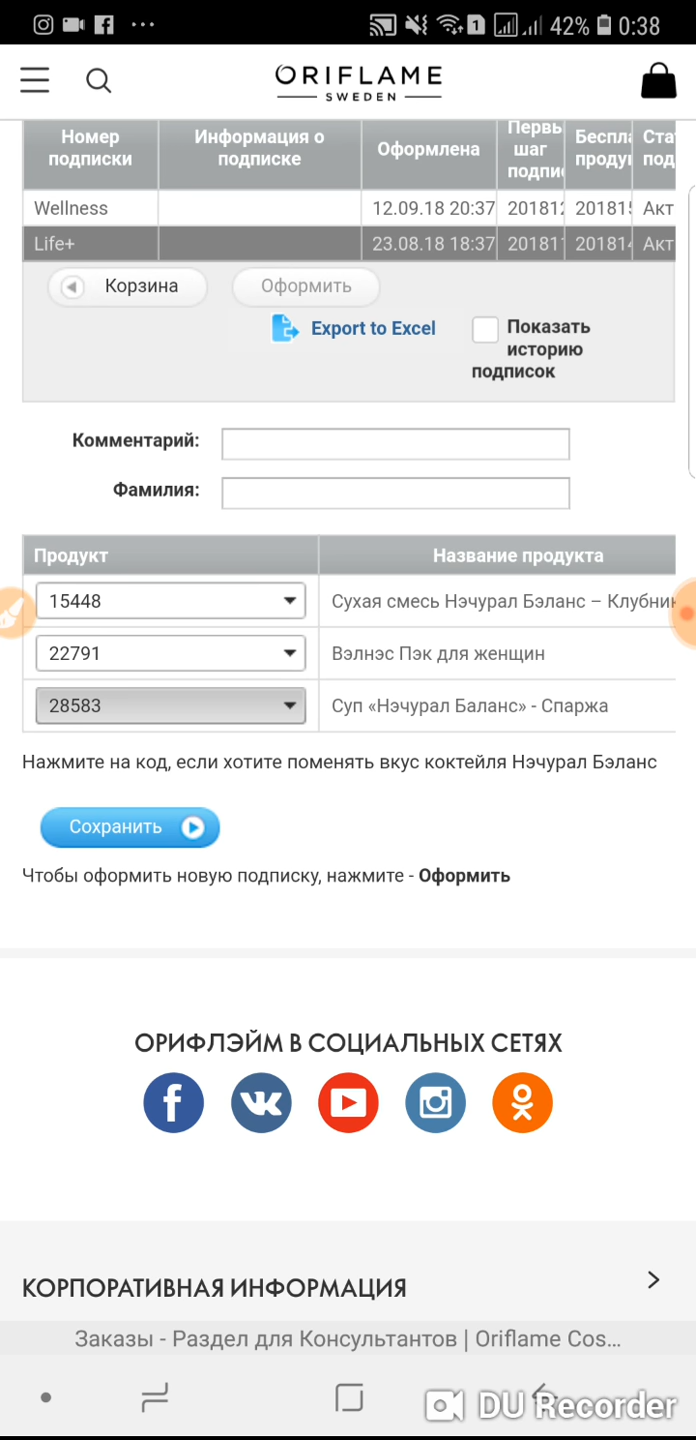 42% 0:38
ORIFLAME
SWEDEN
Номер подписки
Информация о подписке
Оформлена
шаг
Wellness 12.09.18 20:37
Life+ 23.08.18 18:37
Корзина Оформить
Export to Excel
Показать
историю
подписок
Комментарий:
Фамилия:
Продукт Название продукта
15448 Сухая смесь Нэчурал Бэланс –
22791 Вэлнэс Пэк для женщин
28583 Суп «Нэчурал Баланс» - Спаржа
Нажмите на код, если хотите поменять вкус коктейля Нэчурал Бэланс
Сохранить
Чтобы оформить новую подписку, нажмите - Оформить
ОРИФЛЭЙМ В СОЦИАЛЬНЫХ СЕТЯХ
КОРПОРАТИВНАЯ ИНФОРМАЦИЯ
Заказы - Раздел для Консультантов | Oriflame Cos...
DU Recorder